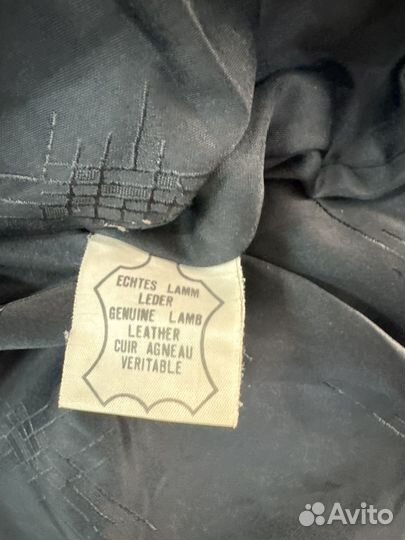 ECHTES LAMM
LEDER
GENUINE LAMB
LEATHER
CUIR AGNEAU
VERITABLE
Avito